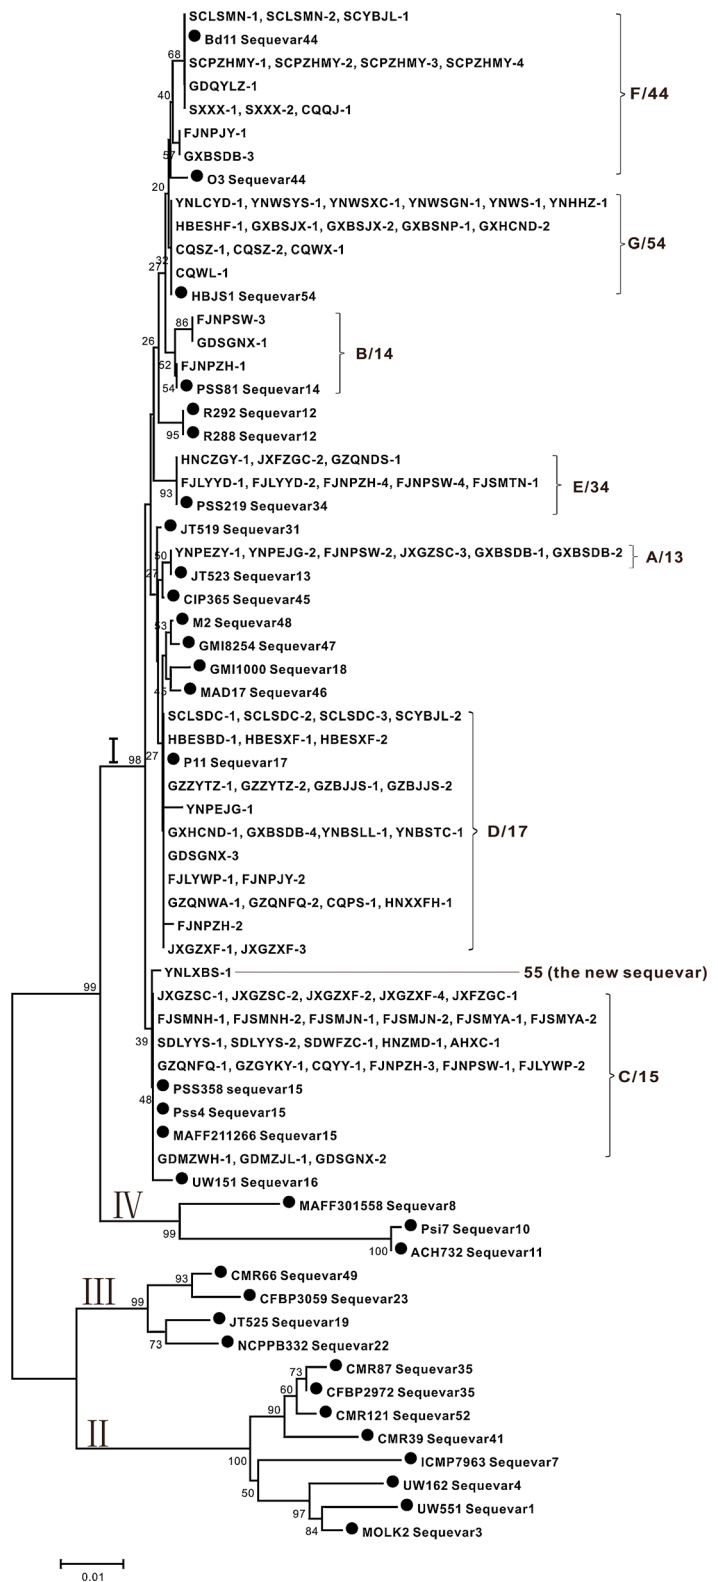 SCLSMN-1, SCLSMN-2, SCYBJL-1
Bd11 Sequevar44
68
SCPZHMY-1, SCPZHMY-2, SCPZHMY-3, SCPZHMY-4
GDQYLZ-1
F/44
40
SXXX-1, SXXX-2, CQQJ-1
FJNPJY-1
57
GXBSDB-3
O3 Sequevar44
20
YNLCYD-1, YNWSYS-1, YNWSXC-1, YNWSGN-1, YNWS-1, YNHHZ-1
HBESHF-1, GXBSJX-1, GXBSJX-2, GXBSNP-1, GXHCND-2
G/54
CQSZ-1, CQSZ-2, CQWX-1
32
27
CQWL-1
HBJS1 Sequevar54
86
FJNPSW-3
26
GDSGNX-1
B/14
52
FJNPZH-1
54
PSS81 Sequevar14
R292 Sequevar12
95
R288 Sequevar12
HNCZGY-1, JXFZGC-2, GZQNDS-1
FJLYYD-1, FJLYYD-2, FJNPZH-4, FJNPSW-4, FJSMTN-1
E/34
93
PSS219 Sequevar34
JT519 Sequevar31
50
YNPEZY-1, YNPEJG-2, FJNPSW-2, JXGZSC-3, GXBSDB-1, GXBSDB-2
A/13
27
JT523 Sequevar13
CIP365 Sequevar45
53
M2 Sequevar48
GMI8254 Sequevar47
GMI1000 Sequevar18
45
MAD17 Sequevar46
SCLSDC-1, SCLSDC-2, SCLSDC-3, SCYBJL-2
HBESBD-1, HBESXF-1, HBESXF-2
I
98
27
P11 Sequevar17
GZZYTZ-1, GZZYTZ-2, GZBJJS-1, GZBJJS-2
YNPEJG-1
GXHCND-1, GXBSDB-4,YNBSLL-1, YNBSTC-1
D/17
GDSGNX-3
FJLYWP-1, FJNPJY-2
GZQNWA-1, GZQNFQ-2, CQPS-1, HNXXFH-1
FJNPZH-2
JXGZXF-1, JXGZXF-3
YNLXBS-1
55 (the new sequevar)
99
JXGZSC-1, JXGZSC-2, JXGZXF-2, JXGZXF-4, JXFZGC-1
FJSMNH-1, FJSMNH-2, FJSMJN-1, FJSMJN-2, FJSMYA-1, FJSMYA-2
39
SDLYYS-1, SDLYYS-2, SDWFZC-1, HNZMD-1, AHXC-1
GZQNFQ-1, GZGYKY-1, CQYY-1, FJNPZH-3, FJNPSW-1, FJLYWP-2
C/15
PSS358 sequevar15
48
Pss4 Sequevar15
MAFF211266 Sequevar15
GDMZWH-1, GDMZJL-1, GDSGNX-2
UW151 Sequevar16
IV
MAFF301558 Sequevar8
99
Psi7 Sequevar10
100
ACH732 Sequevar11
III
93
CMR66 Sequevar49
99
CFBP3059 Sequevar23
JT525 Sequevar19
73
NCPPB332 Sequevar22
73
CMR87 Sequevar35
60
CFBP2972 Sequevar35
90
CMR121 Sequevar52
II
CMR39 Sequevar41
100
ICMP7963 Sequevar7
50
UW162 Sequevar4
97
UW551 Sequevar1
84
MOLK2 Sequevar3
0.01